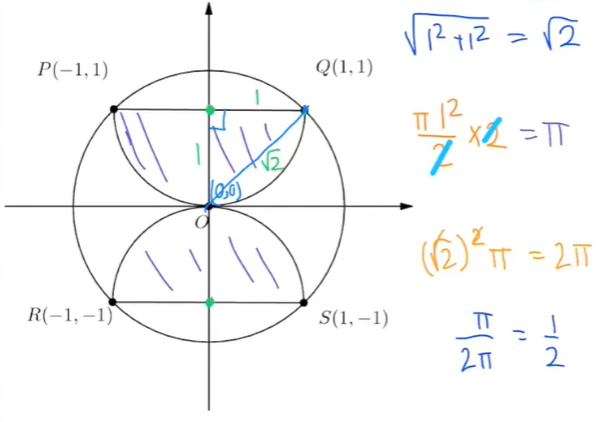 √(1²+1²) = √2
P(−1, 1)
Q(1, 1)
1
π1²/2 ×2 = π
1
√2
(0,0)
O
(√2)²π = 2π
R(−1, −1)
S(1, −1)
π/2π = 1/2